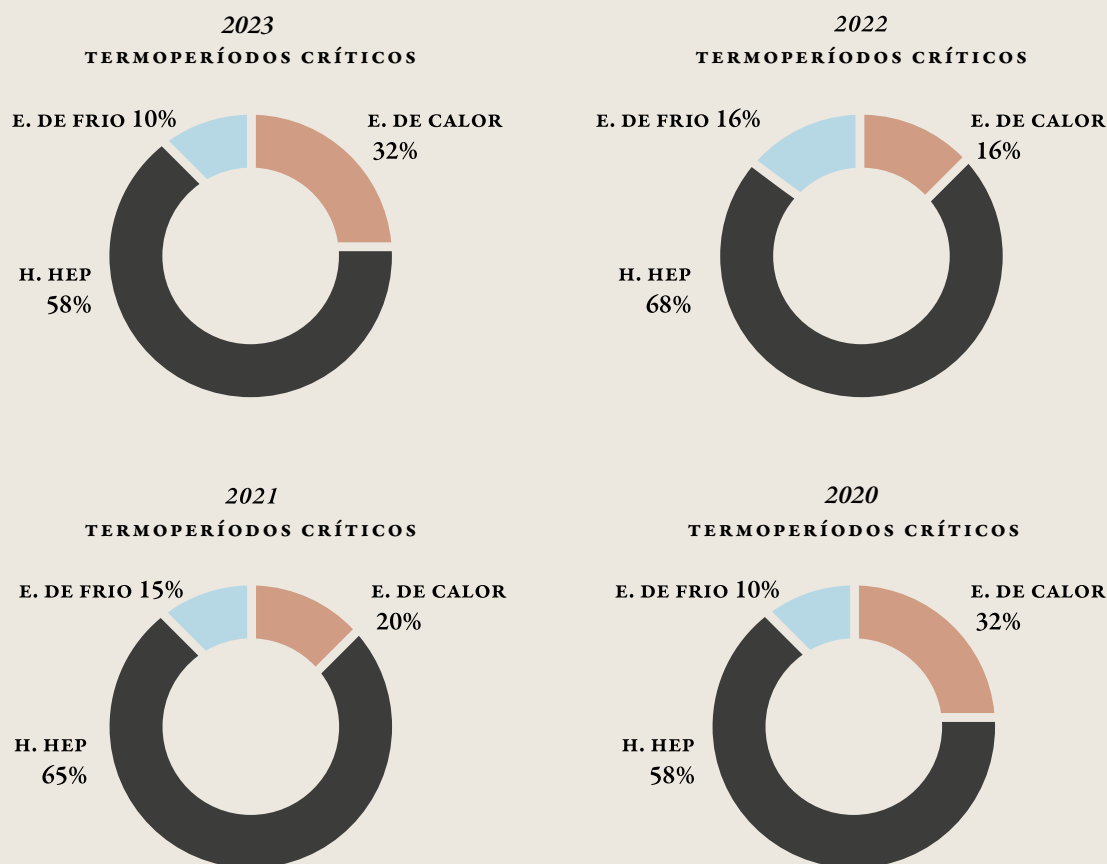 2023
TERMOPERÍODOS CRÍTICOS
E. DE FRIO 10%
E. DE CALOR
32%
H. HEP
58%
2022
TERMOPERÍODOS CRÍTICOS
E. DE FRIO 16%
E. DE CALOR
16%
H. HEP
68%
2021
TERMOPERÍODOS CRÍTICOS
E. DE FRIO 15%
E. DE CALOR
20%
H. HEP
65%
2020
TERMOPERÍODOS CRÍTICOS
E. DE FRIO 10%
E. DE CALOR
32%
H. HEP
58%